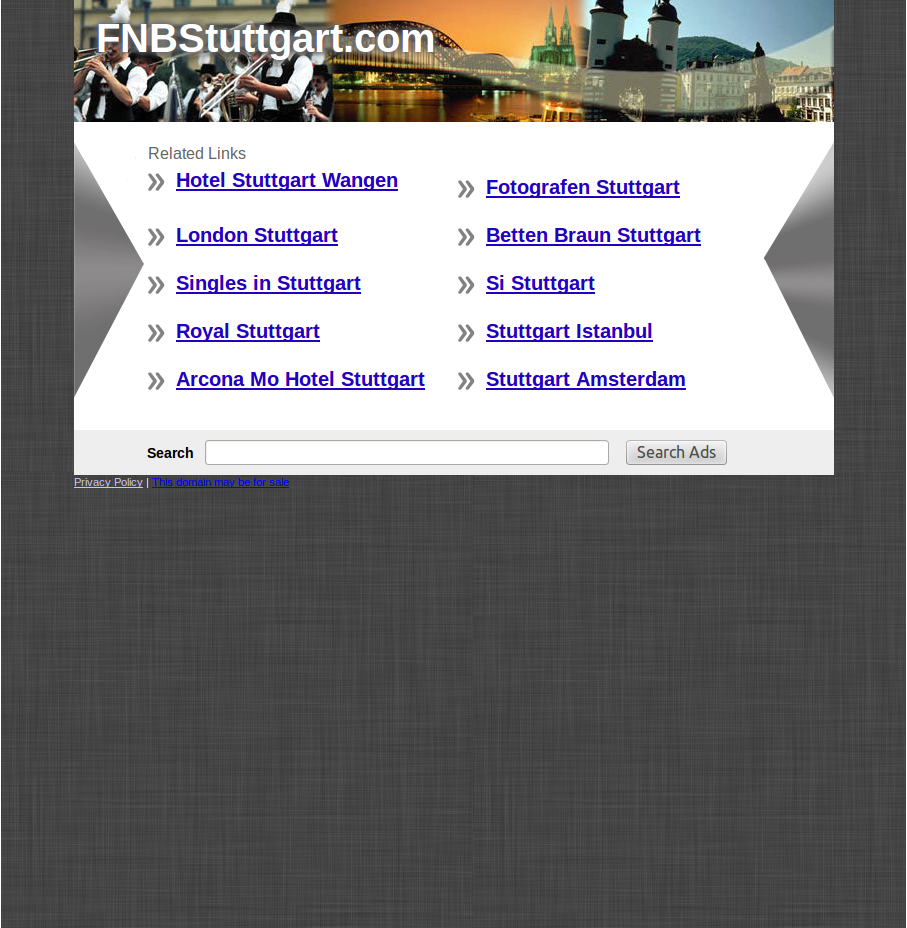 FNBStuttgart.com
Related Links
Hotel Stuttgart Wangen
Fotografen Stuttgart
London Stuttgart
Betten Braun Stuttgart
Singles in Stuttgart
Si Stuttgart
Royal Stuttgart
Stuttgart Istanbul
Arcona Mo Hotel Stuttgart
Stuttgart Amsterdam
Search
Search Ads
Privacy Policy | This domain may be for sale